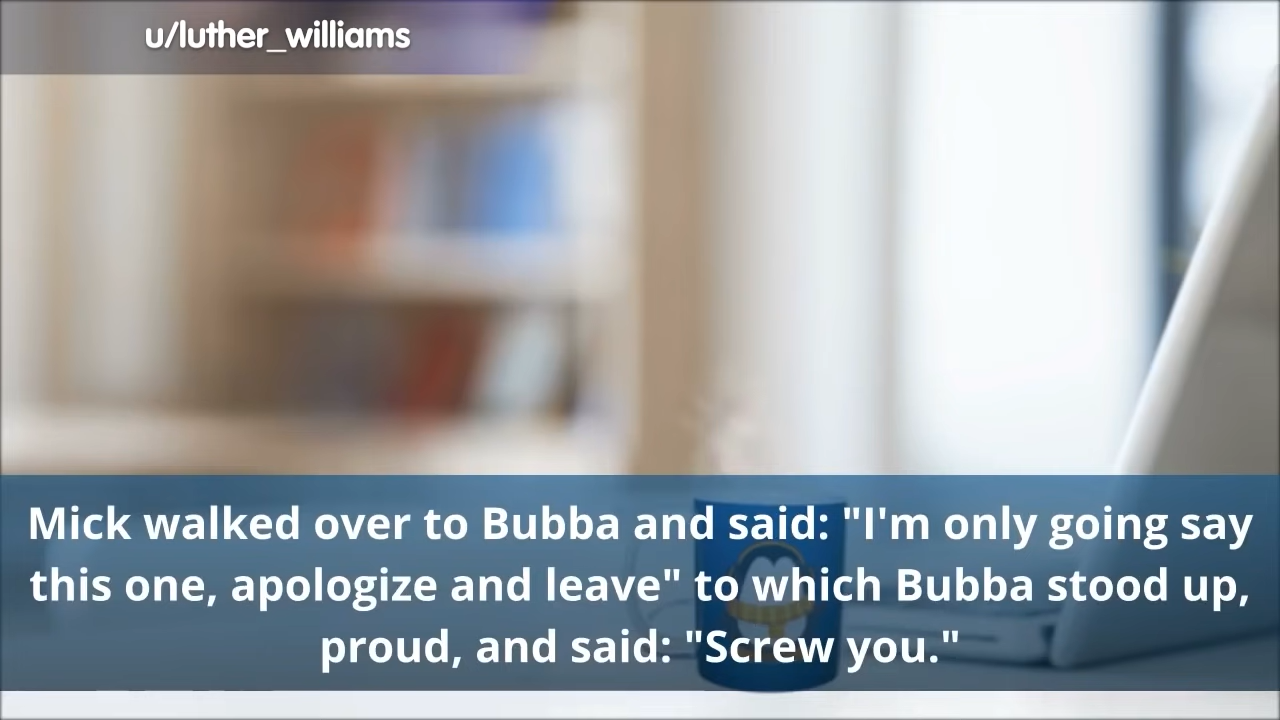 u/luther_williams
Mick walked over to Bubba and said: "I'm only going say
this one, apologize and leave" to which Bubba stood up,
proud, and said: "Screw you."